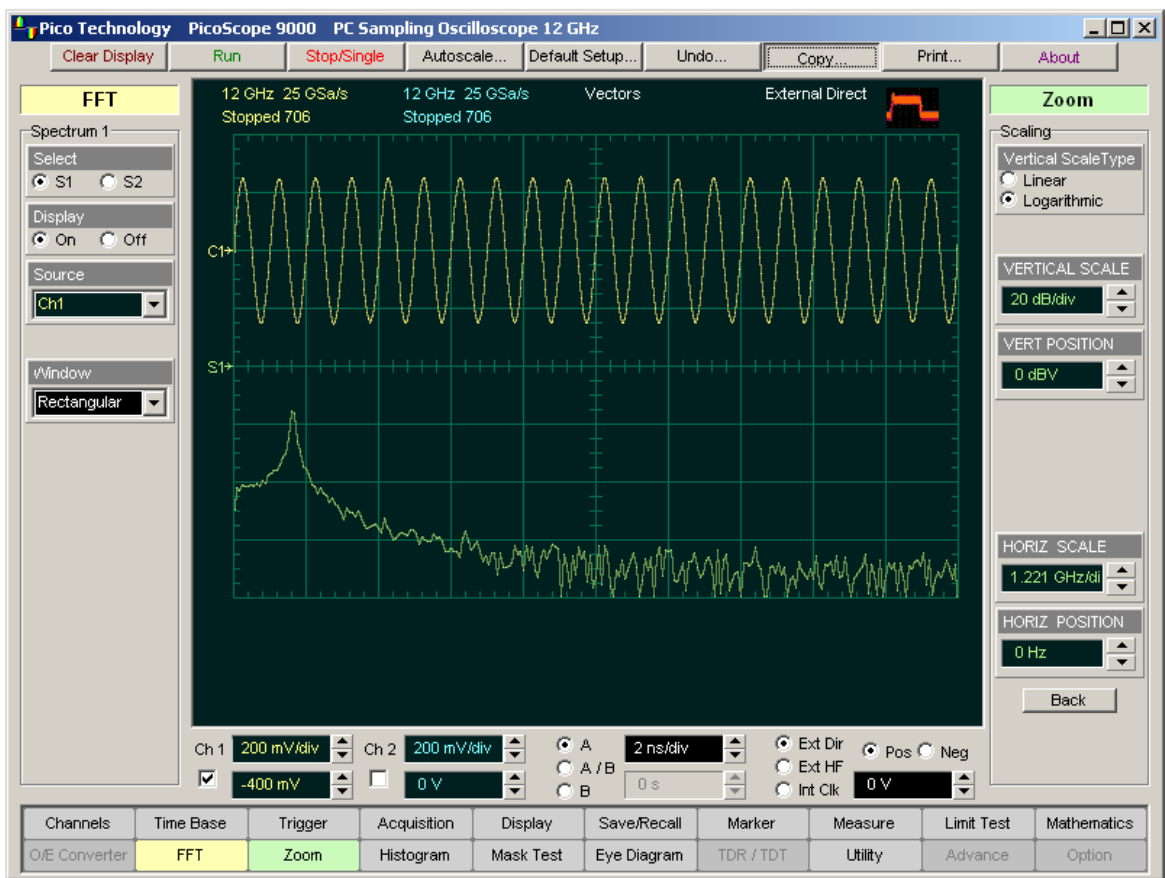 Pico Technology PicoScope 9000 PC Sampling Oscilloscope 12 GHz
Clear Display Run Stop/Single Autoscale... Default Setup... Undo... Copy... Print... About
FFT
Spectrum 1
Select
S1 S2
Display
On Off
Source
Ch1
Window
Rectangular
12 GHz 25 GSa/s 12 GHz 25 GSa/s Vectors External Direct
Stopped 706 Stopped 706
C1
S1
Zoom
Scaling
Vertical ScaleType
Linear
Logarithmic
VERTICAL SCALE
20 dB/div
VERT POSITION
0 dBV
HORIZ SCALE
1.221 GHz/di
HORIZ POSITION
0 Hz
Back
Ch 1 200 mV/div Ch 2 200 mV/div A 2 ns/div Ext Dir Pos Neg
A / B Ext HF
-400 mV 0 V B 0 s Int Clk 0 V
Channels Time Base Trigger Acquisition Display Save/Recall Marker Measure Limit Test Mathematics
O/E Converter FFT Zoom Histogram Mask Test Eye Diagram TDR / TDT Utility Advance Option